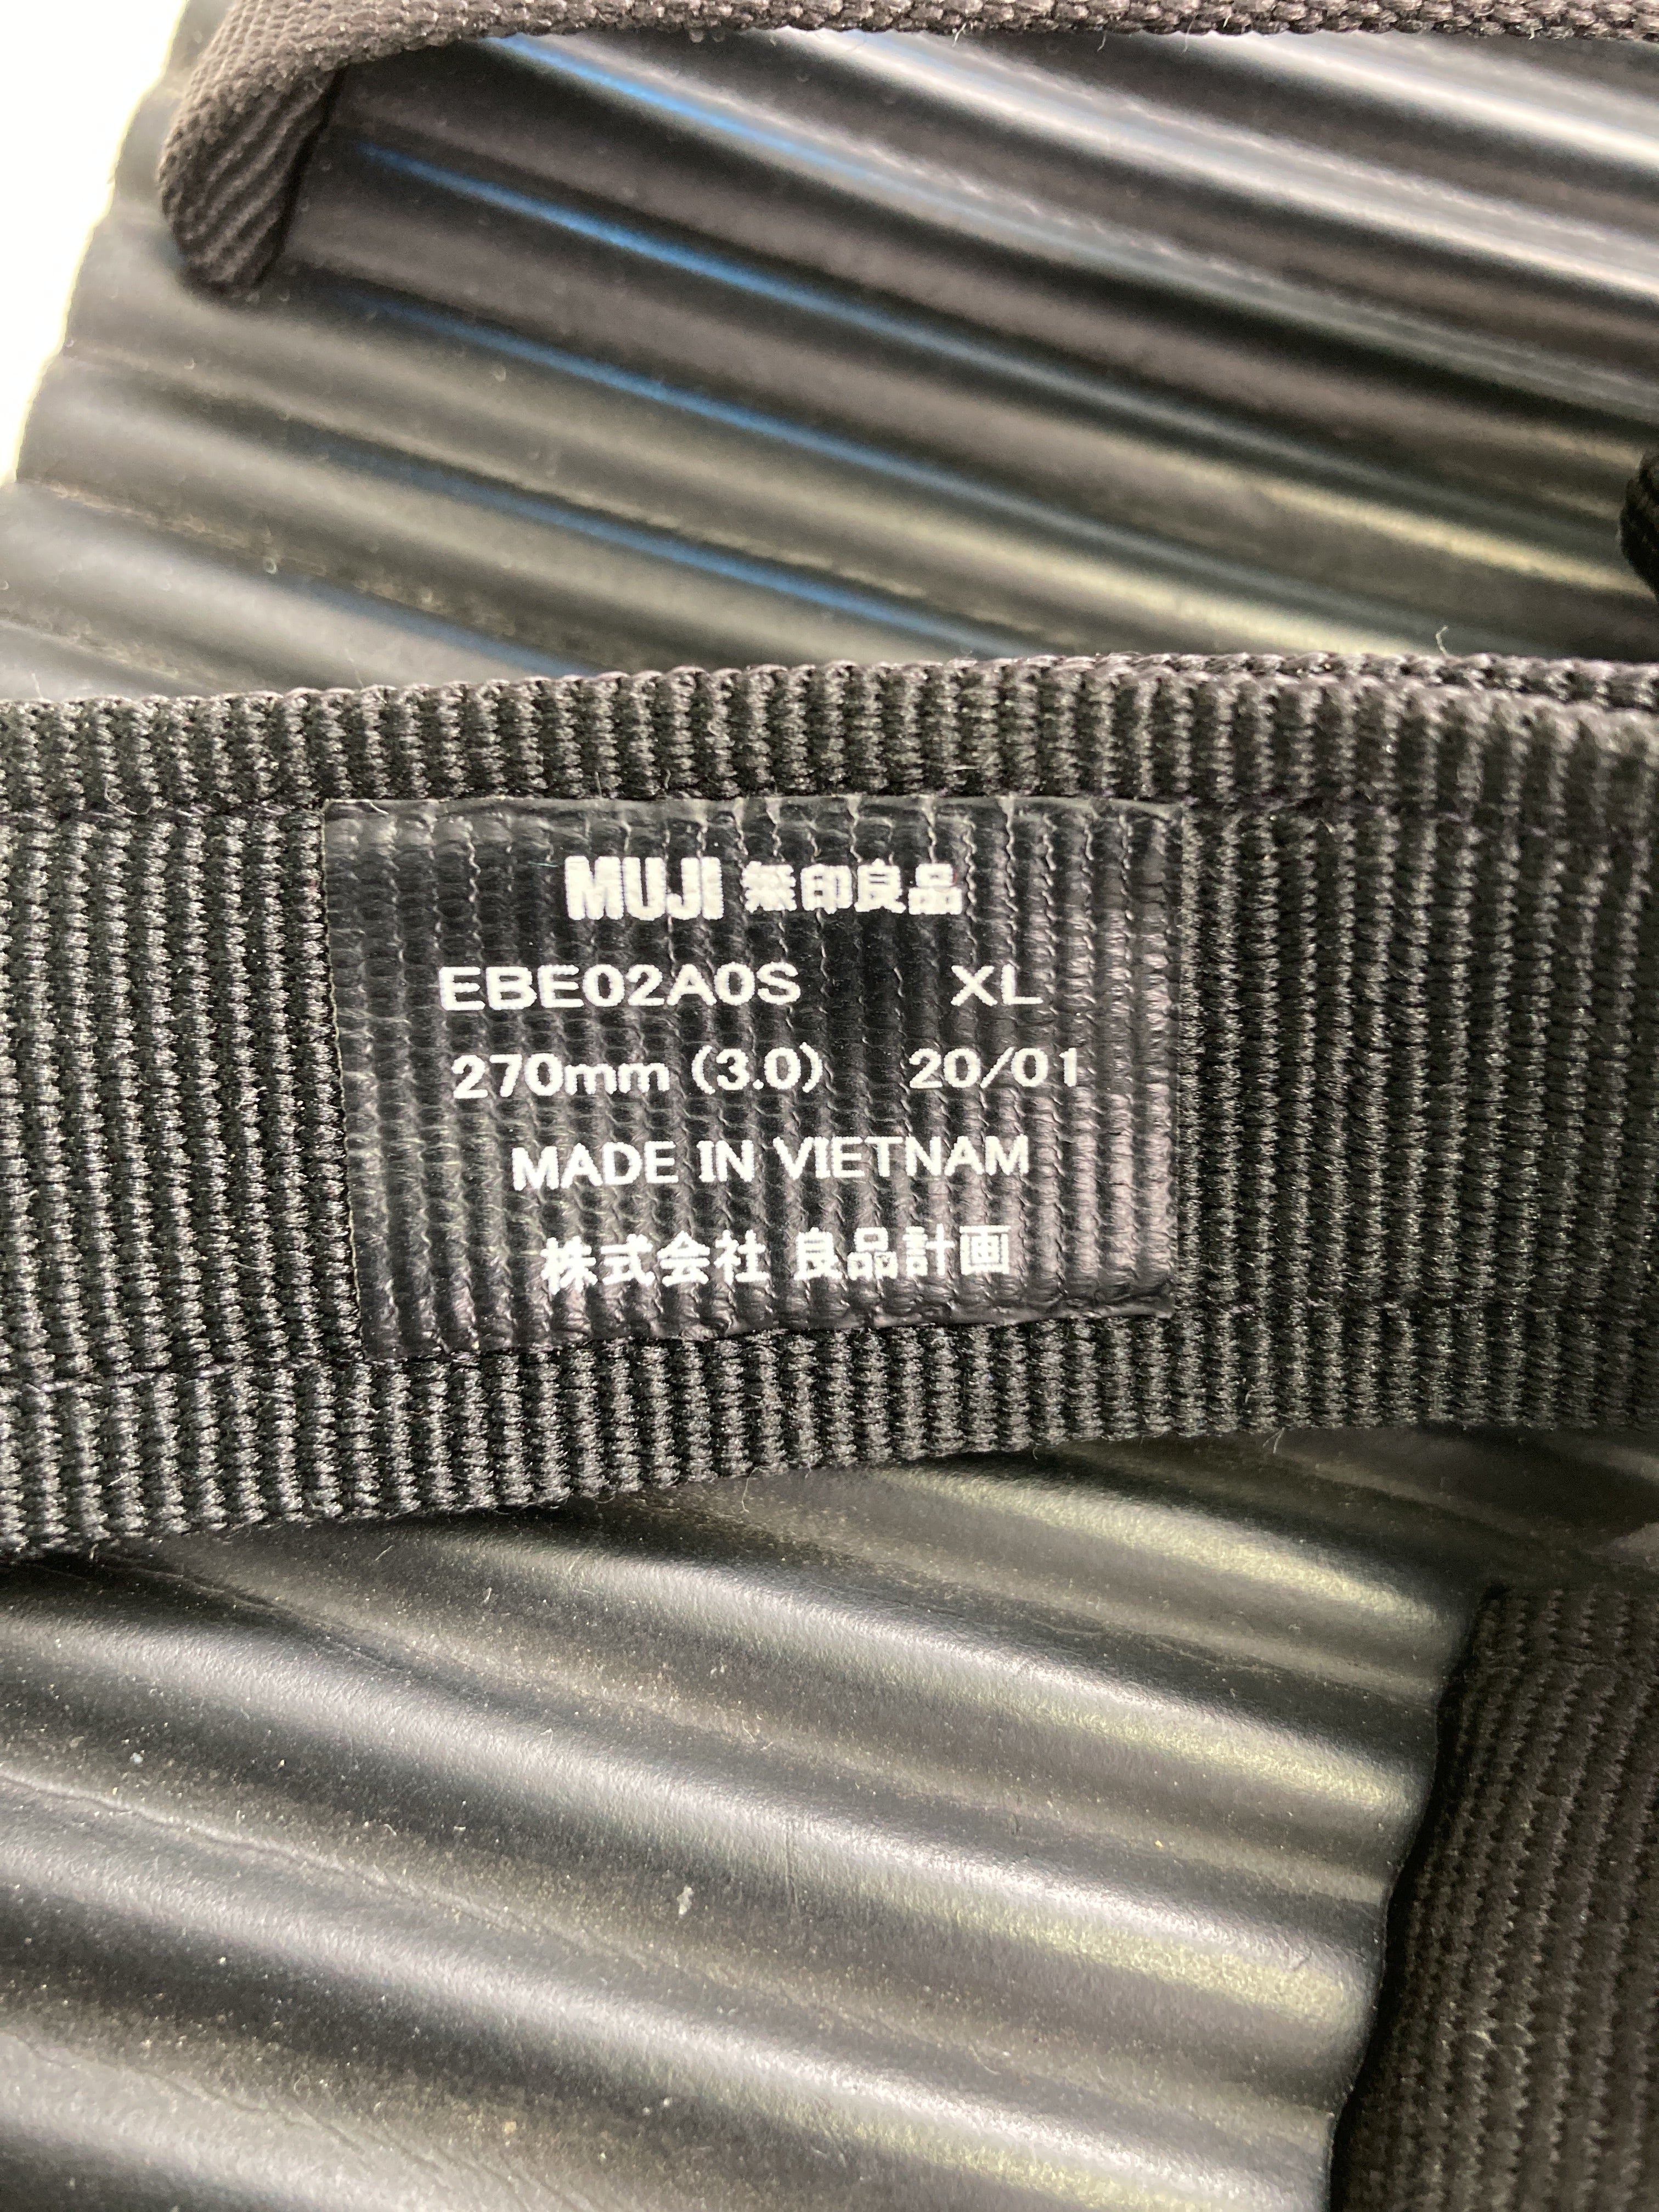 MUJI 無印良品
EBE02A0S XL
270mm (3.0) 20/01
MADE IN VIETNAM
株式会社 良品計画